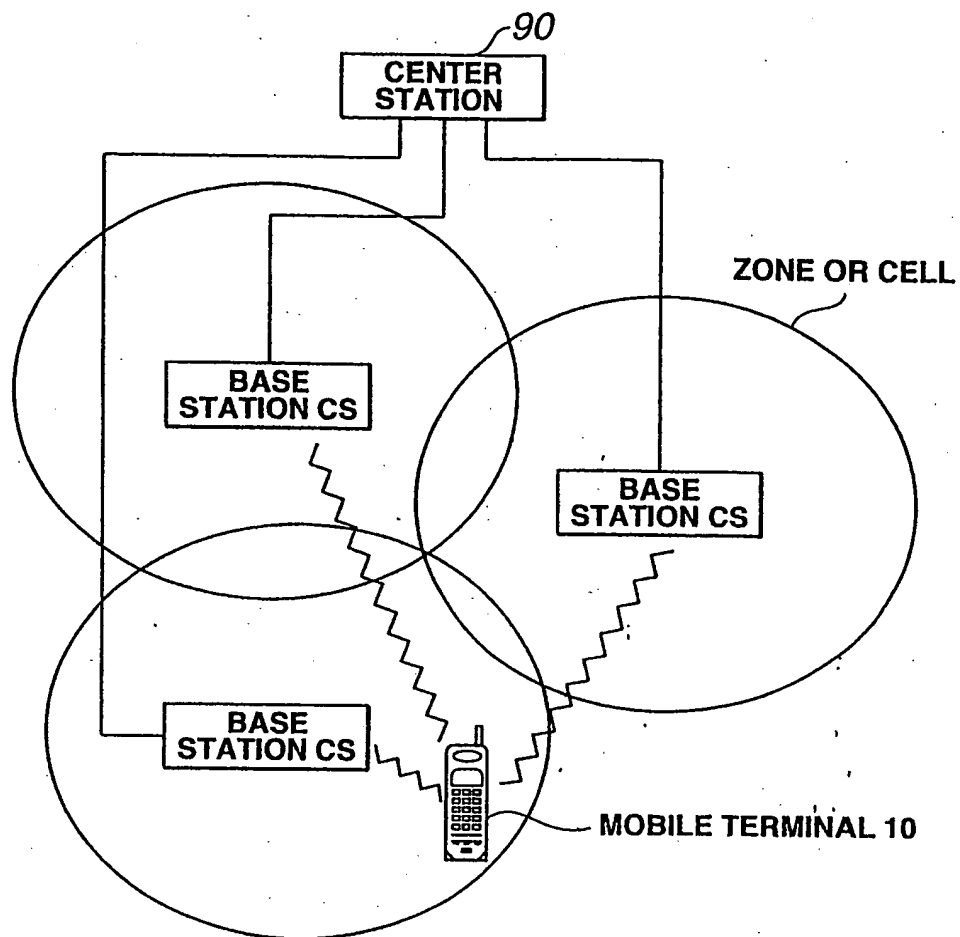 90
CENTER
STATION
ZONE OR CELL
BASE
STATION CS
BASE
STATION CS
BASE
STATION CS
MOBILE TERMINAL 10